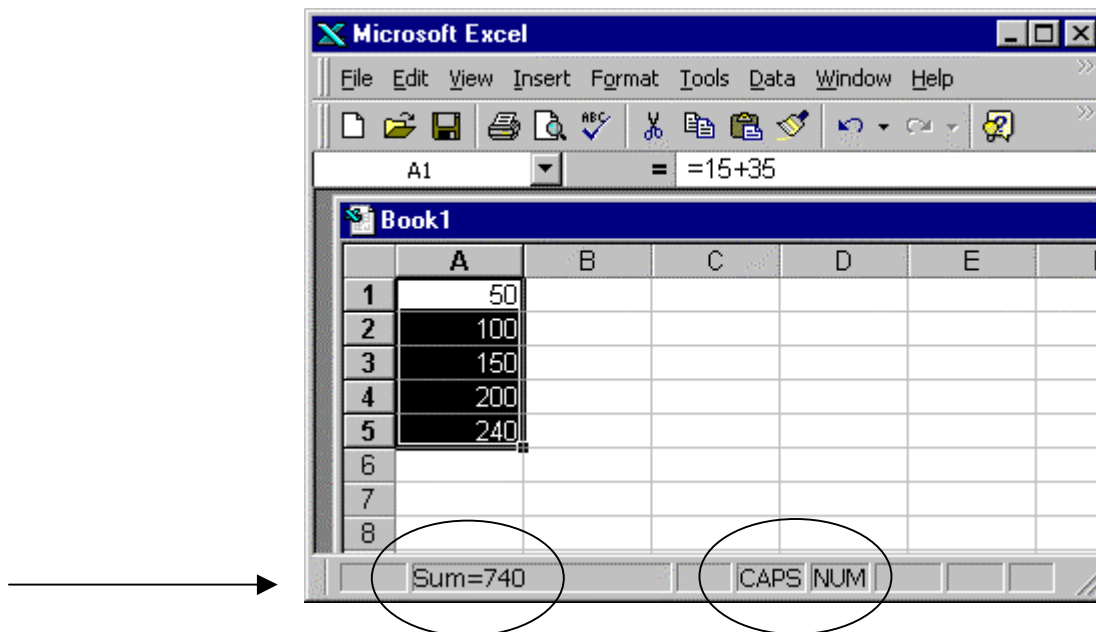 Microsoft Excel
File Edit View Insert Format Tools Data Window Help
ABC
A1 = =15+35
Book1
A B C D E
1 50
2 100
3 150
4 200
5 240
6
7
8
Sum=740 CAPS NUM